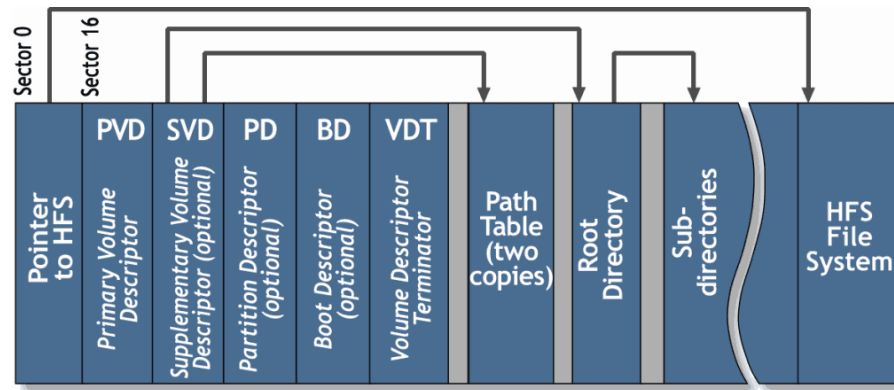 Sector 0
Sector 16
Pointer
to HFS
PVD
Primary Volume
Descriptor
SVD
Supplementary Volume
Descriptor (optional)
PD
Partition Descriptor
(optional)
BD
Boot Descriptor
(optional)
VDT
Volume Descriptor
Terminator
Path
Table
(two
copies)
Root
Directory
Sub-
directories
HFS
File
System